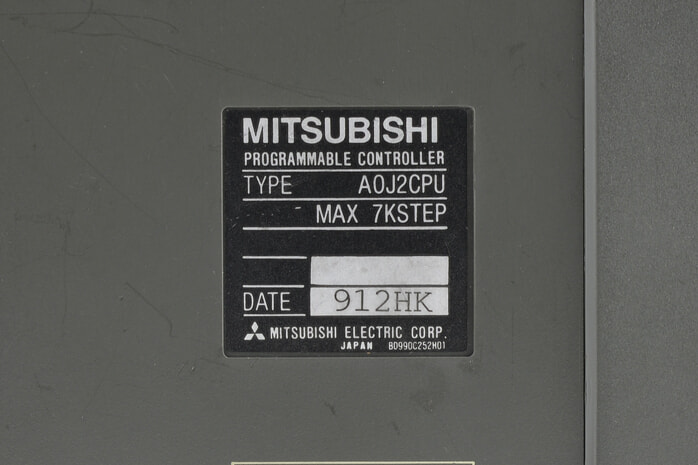 MITSUBISHI
PROGRAMMABLE CONTROLLER
TYPE A0J2CPU
MAX 7KSTEP
DATE 912HK
MITSUBISHI ELECTRIC CORP.
JAPAN BD990C252H01